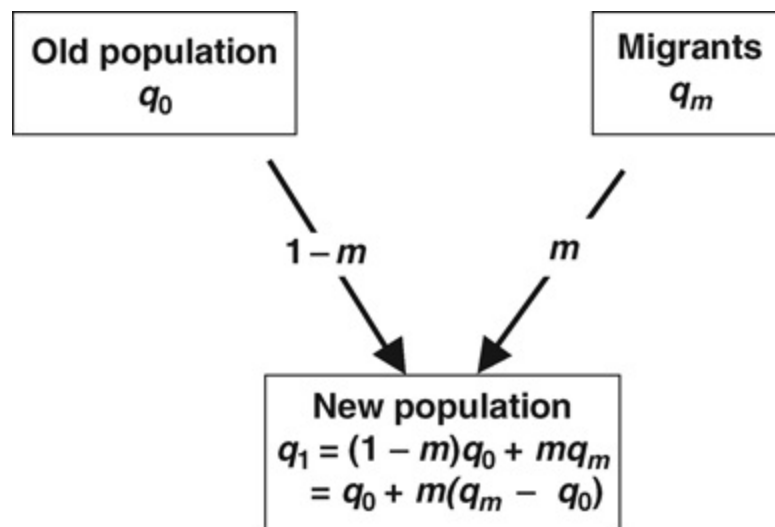 Old population
q₀
Migrants
qₘ
1 – m
m
New population
q₁ = (1 – m)q₀ + mqₘ
= q₀ + m(qₘ – q₀)